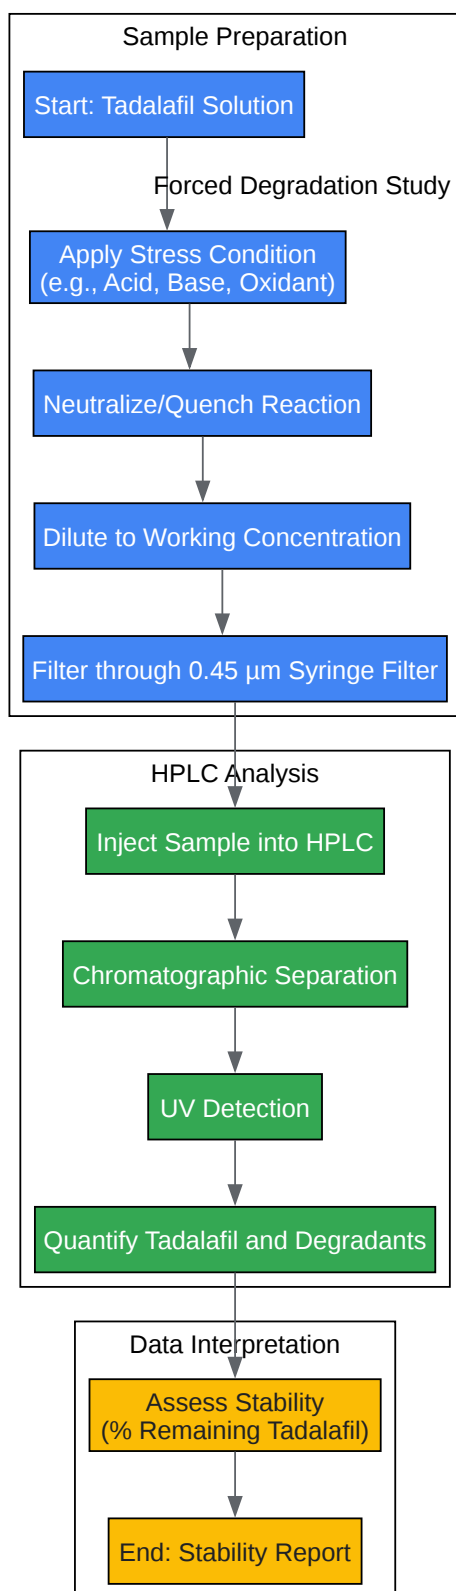 Sample Preparation
Start: Tadalafil Solution
Forced Degradation Study
Apply Stress Condition
(e.g., Acid, Base, Oxidant)
Neutralize/Quench Reaction
Dilute to Working Concentration
Filter through 0.45 µm Syringe Filter
HPLC Analysis
Inject Sample into HPLC
Chromatographic Separation
UV Detection
Quantify Tadalafil and Degradants
Data Interpretation
Assess Stability
(% Remaining Tadalafil)
End: Stability Report